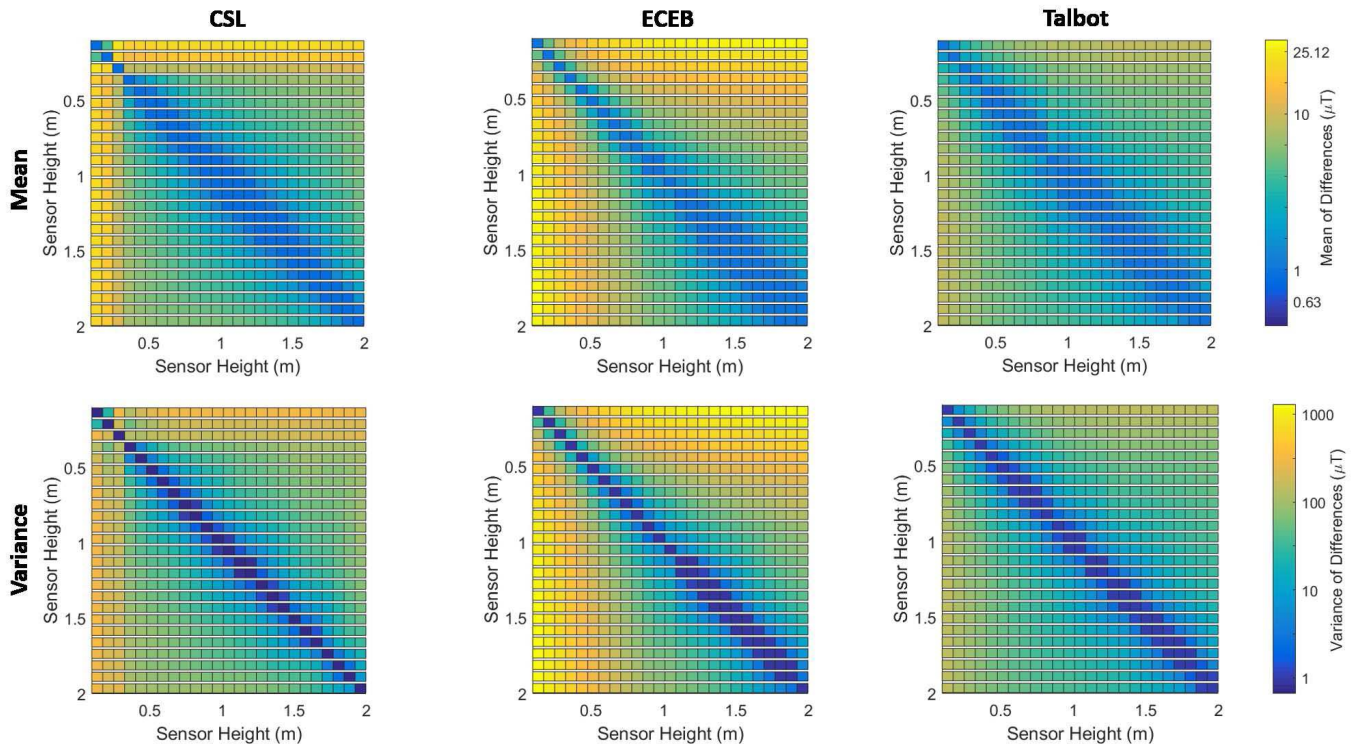 CSL ECEB Talbot
Mean
Sensor Height (m)
0.5
1
1.5
2
0.5 1 1.5 2
Sensor Height (m)
Sensor Height (m)
0.5
1
1.5
2
0.5 1 1.5 2
Sensor Height (m)
Sensor Height (m)
0.5
1
1.5
2
0.5 1 1.5 2
Sensor Height (m)
25.12
10
1
0.63
Mean of Differences (μT)
Variance
Sensor Height (m)
0.5
1
1.5
2
0.5 1 1.5 2
Sensor Height (m)
Sensor Height (m)
0.5
1
1.5
2
0.5 1 1.5 2
Sensor Height (m)
Sensor Height (m)
0.5
1
1.5
2
0.5 1 1.5 2
Sensor Height (m)
1000
100
10
1
Variance of Differences (μT)